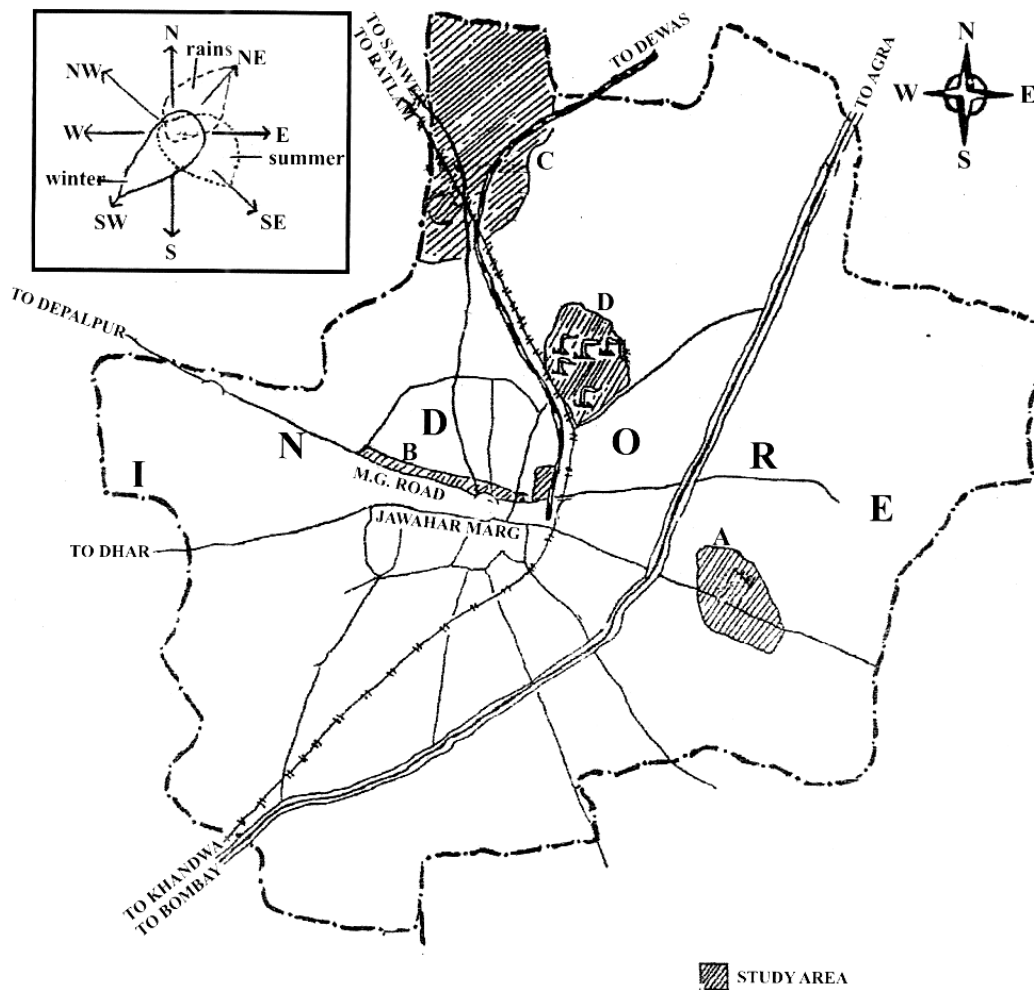 N
NE
E
SE
S
SW
W
NW
rains
summer
winter
N
E
S
W
TO SANWER
TO RATLAM
TO DEWAS
TO AGRA
C
D
TO DEPALPUR
I N D O R E
B
M.G. ROAD
JAWAHAR MARG
TO DHAR
A
TO KHANDWA
TO BOMBAY
STUDY AREA